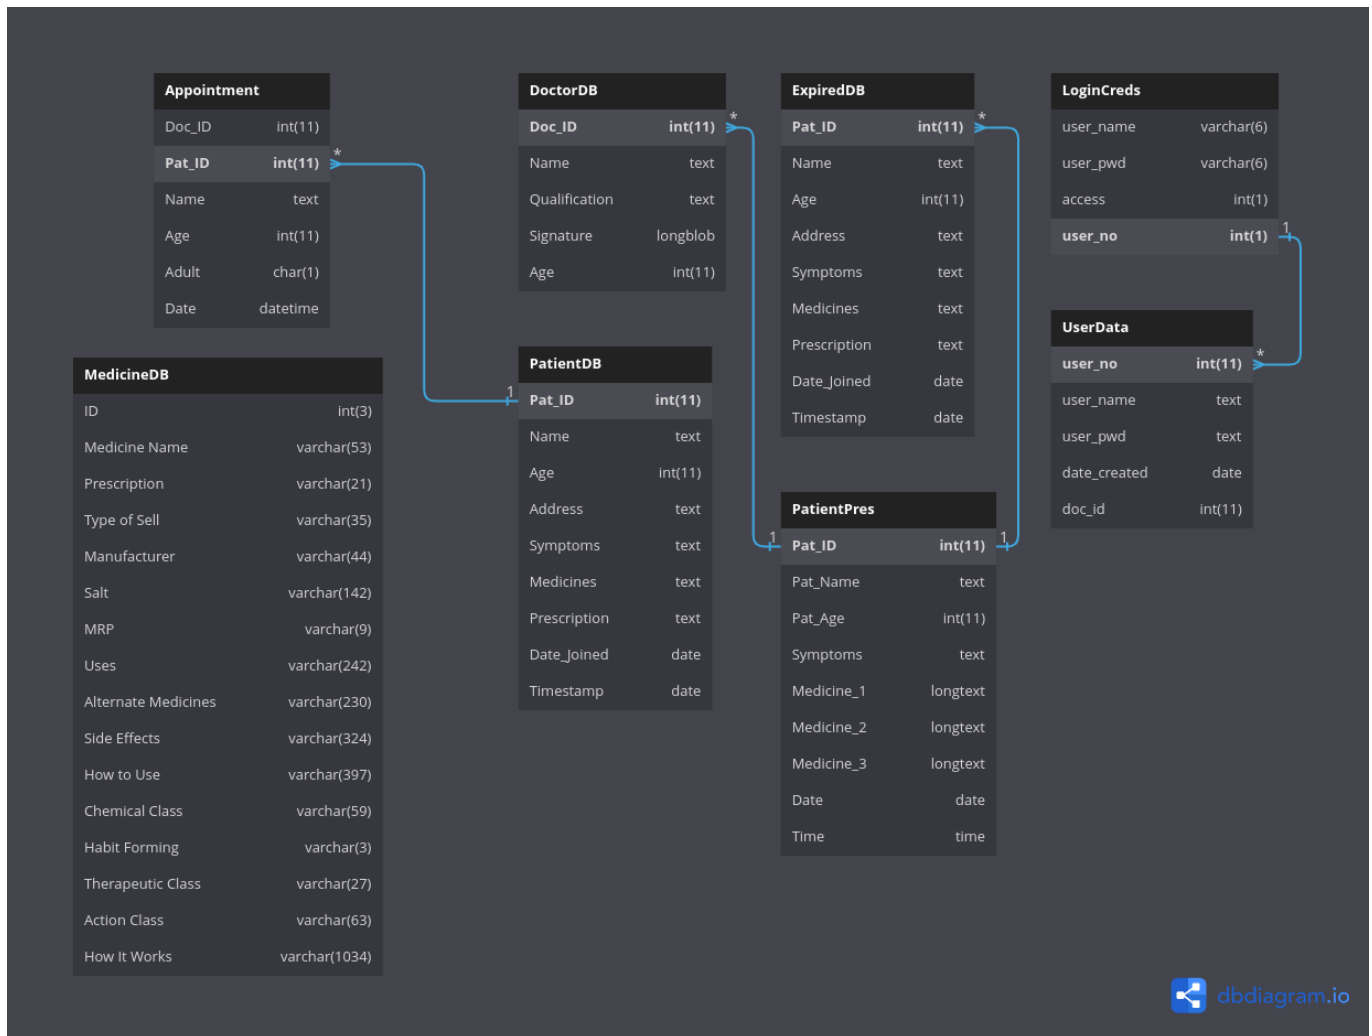 Appointment
Doc_ID int(11)
Pat_ID int(11)
Name text
Age int(11)
Adult char(1)
Date datetime
*
MedicineDB
ID int(3)
Medicine Name varchar(53)
Prescription varchar(21)
Type of Sell varchar(35)
Manufacturer varchar(44)
Salt varchar(142)
MRP varchar(9)
Uses varchar(242)
Alternate Medicines varchar(230)
Side Effects varchar(324)
How to Use varchar(397)
Chemical Class varchar(59)
Habit Forming varchar(3)
Therapeutic Class varchar(27)
Action Class varchar(63)
How It Works varchar(1034)
DoctorDB
Doc_ID int(11)
Name text
Qualification text
Signature longblob
Age int(11)
*
PatientDB
1
Pat_ID int(11)
Name text
Age int(11)
Address text
Symptoms text
Medicines text
Prescription text
Date_Joined date
Timestamp date
ExpiredDB
Pat_ID int(11)
Name text
Age int(11)
Address text
Symptoms text
Medicines text
Prescription text
Date_Joined date
Timestamp date
*
PatientPres
1
Pat_ID int(11)
1
Pat_Name text
Pat_Age int(11)
Symptoms text
Medicine_1 longtext
Medicine_2 longtext
Medicine_3 longtext
Date date
Time time
LoginCreds
user_name varchar(6)
user_pwd varchar(6)
access int(1)
user_no int(1)
1
UserData
user_no int(11)
*
user_name text
user_pwd text
date_created date
doc_id int(11)
dbdiagram.io